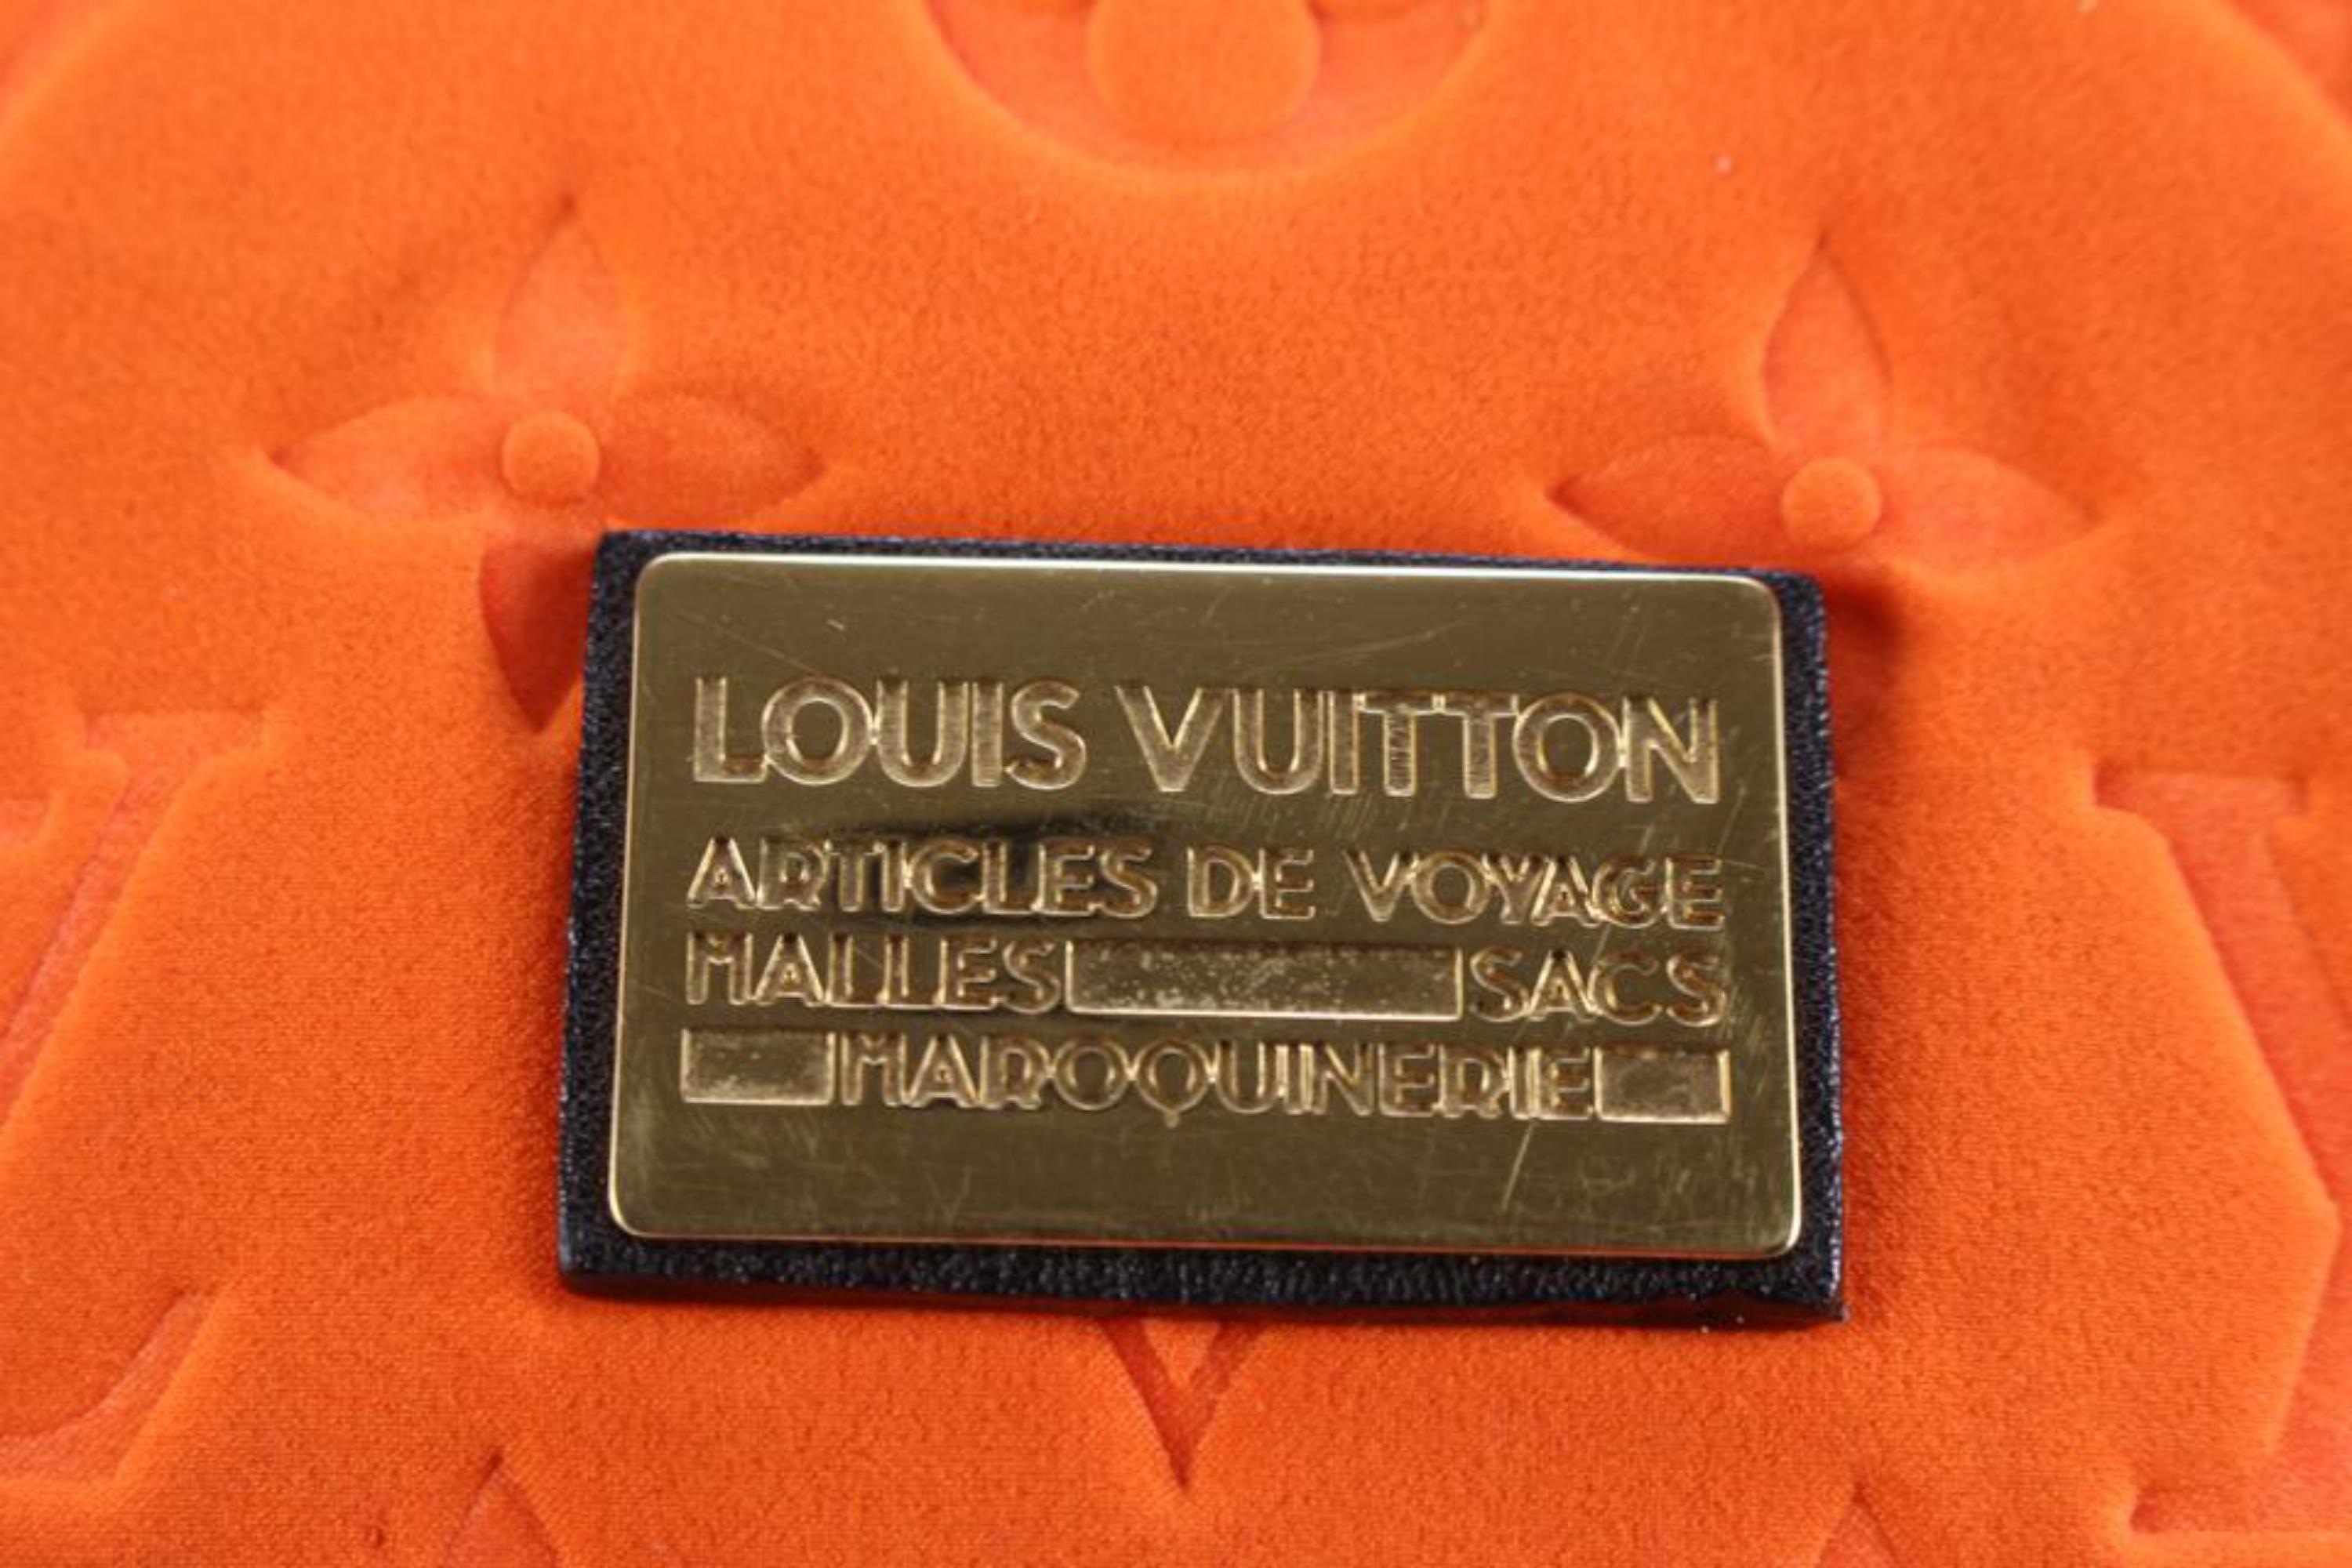 LOUIS VUITTON
ARTICLES DE VOYAGE
MALLES SACS
MAROQUINERIE